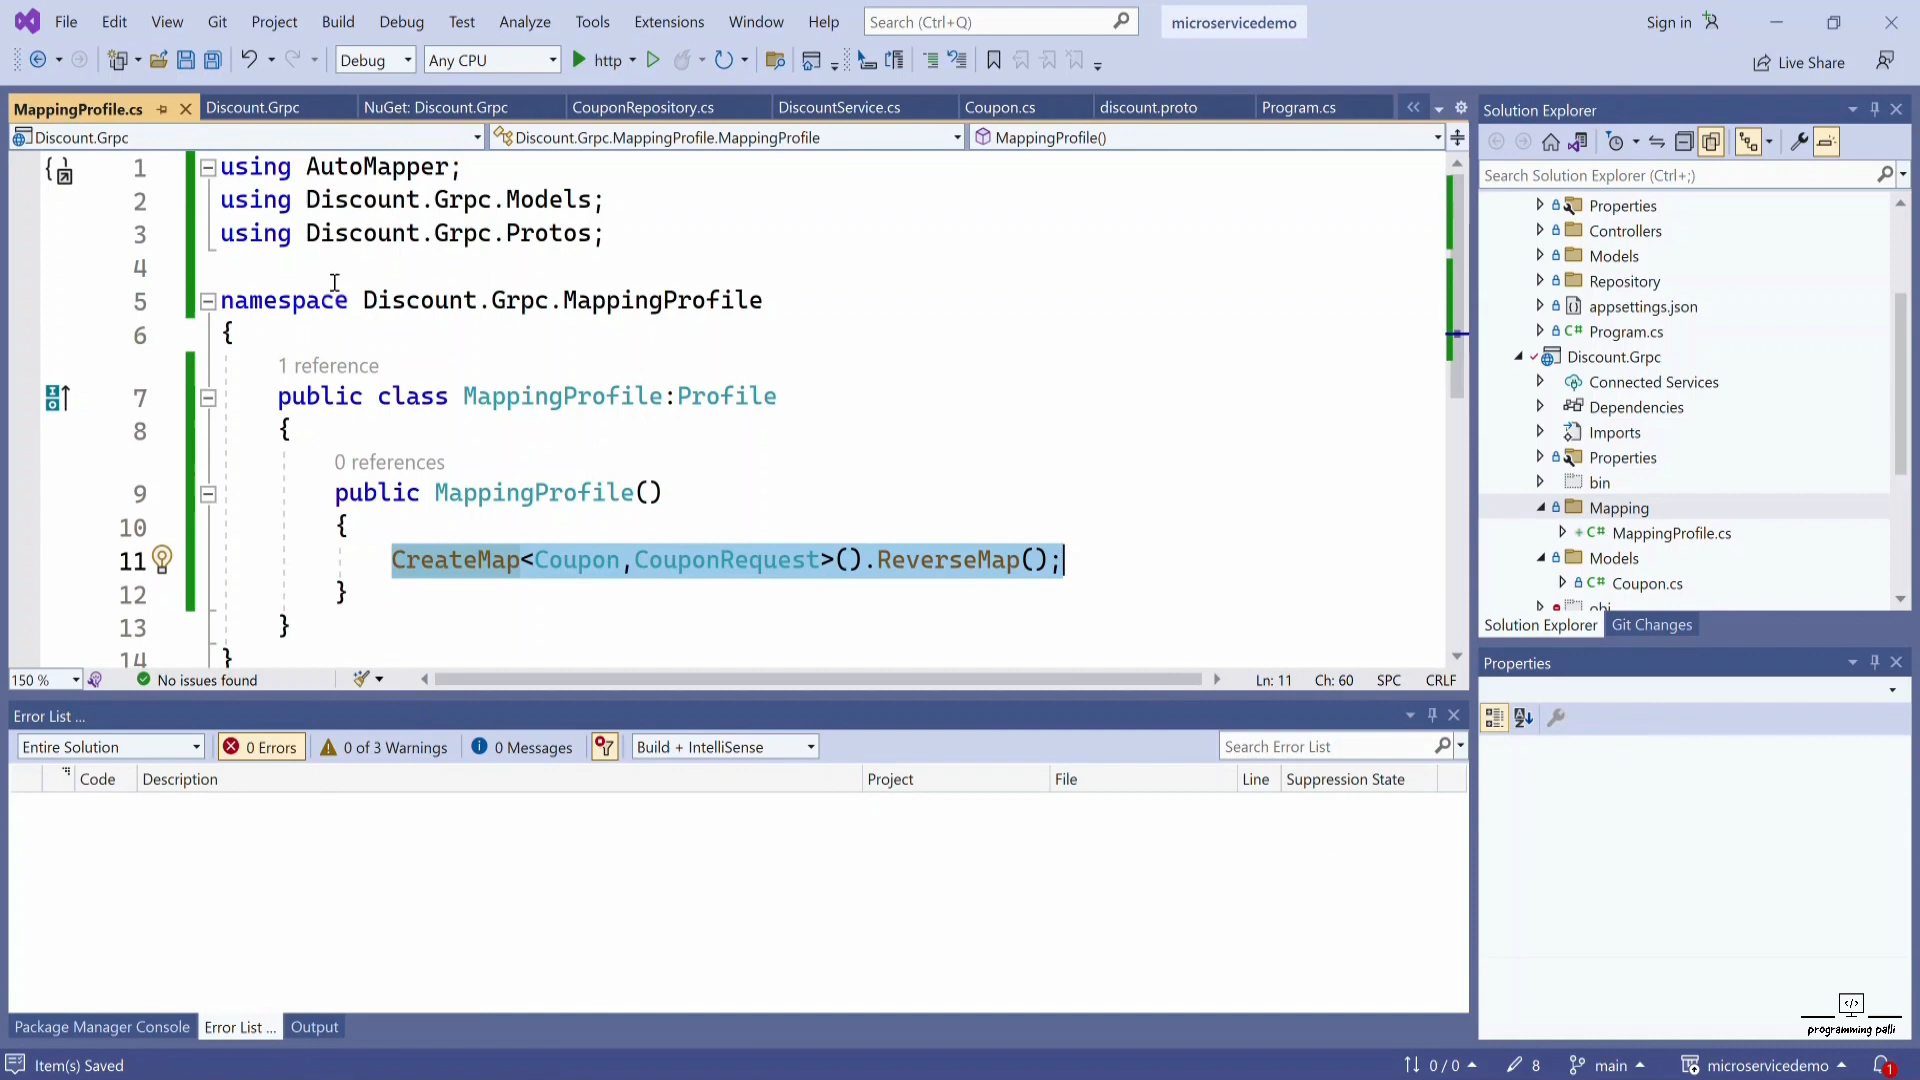 File Edit View Git Project Build Debug Test Analyze Tools Extensions Window Help Search (Ctrl+Q) microservicedemo Sign in
Debug Any CPU http Live Share
MappingProfile.cs Discount.Grpc NuGet: Discount.Grpc CouponRepository.cs DiscountService.cs Coupon.cs discount.proto Program.cs
Discount.Grpc Discount.Grpc.MappingProfile.MappingProfile MappingProfile()
1 using AutoMapper;
2 using Discount.Grpc.Models;
3 using Discount.Grpc.Protos;
4
5 namespace Discount.Grpc.MappingProfile
6 {
1 reference
7 public class MappingProfile:Profile
8 {
0 references
9 public MappingProfile()
10 {
11 CreateMap<Coupon,CouponRequest>().ReverseMap();
12 }
13 }
14 }
150 % No issues found Ln: 11 Ch: 60 SPC CRLF
Error List ...
Entire Solution 0 Errors 0 of 3 Warnings 0 Messages Build + IntelliSense Search Error List
Code Description Project File Line Suppression State
Package Manager Console Error List ... Output
Solution Explorer
Search Solution Explorer (Ctrl+;)
Properties
Controllers
Models
Repository
appsettings.json
C# Program.cs
Discount.Grpc
Connected Services
Dependencies
Imports
Properties
bin
Mapping
C# MappingProfile.cs
Models
C# Coupon.cs
obj
Solution Explorer Git Changes
Properties
programming palli
Item(s) Saved 0 / 0 8 main microservicedemo 1